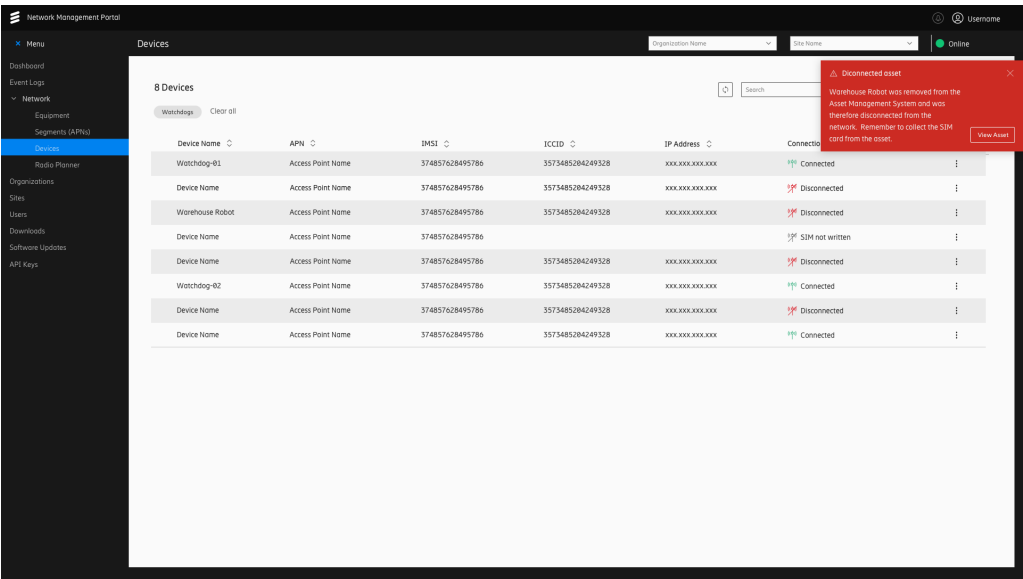 Network Management Portal
Username
Menu
Devices
Organization Name
Site Name
Online
Dashboard
Event Logs
Network
Equipment
Segments (APNs)
Devices
Radio Planner
Organizations
Sites
Users
Downloads
Software Updates
API Keys
Diconnected asset
Warehouse Robot was removed from the
Asset Management System and was
therefore disconnected from the
network. Remember to collect the SIM
card from the asset.
View Asset
8 Devices
Search
Watchdogs Clear all
Device Name APN IMSI ICCID IP Address Connectio
Watchdog-01 Access Point Name 374857628495786 3573485204249328 xxx.xxx.xxx.xxx Connected
Device Name Access Point Name 374857628495786 3573485204249328 xxx.xxx.xxx.xxx Disconnected
Warehouse Robot Access Point Name 374857628495786 3573485204249328 xxx.xxx.xxx.xxx Disconnected
Device Name Access Point Name 374857628495786 SIM not written
Device Name Access Point Name 374857628495786 3573485204249328 xxx.xxx.xxx.xxx Disconnected
Watchdog-02 Access Point Name 374857628495786 3573485204249328 xxx.xxx.xxx.xxx Connected
Device Name Access Point Name 374857628495786 3573485204249328 xxx.xxx.xxx.xxx Disconnected
Device Name Access Point Name 374857628495786 3573485204249328 xxx.xxx.xxx.xxx Connected